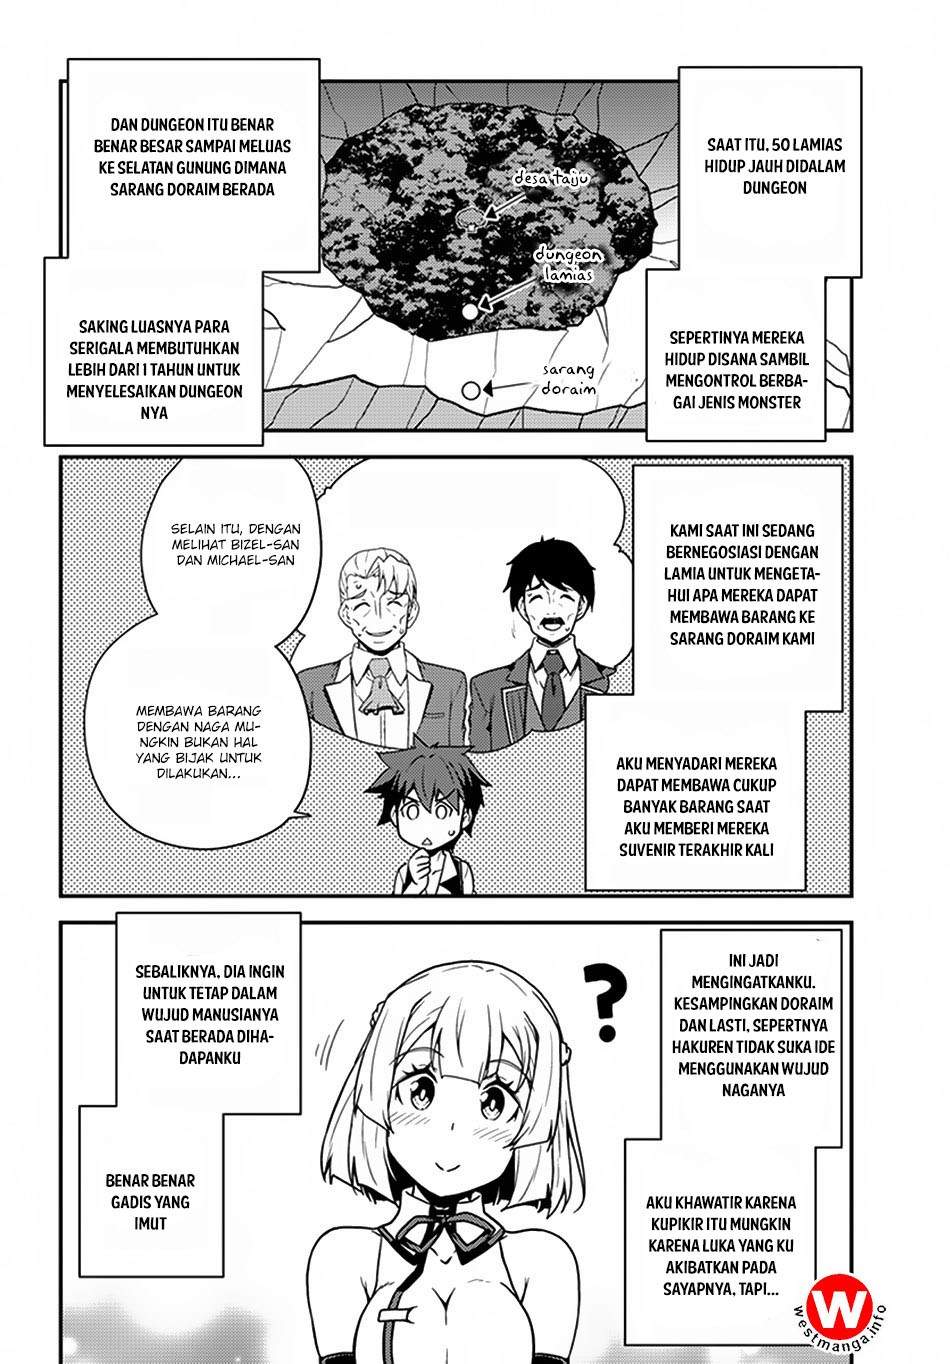 SAAT ITU, 50 LAMIAS
HIDUP JAUH DIDALAM
DUNGEON
DAN DUNGEON ITU BENAR
BENAR BESAR SAMPAI MELUAS
KE SELATAN GUNUNG DIMANA
SARANG DORAIM BERADA
desa taiju
dungeon
lamias
sarang
doraim
SEPERTINYA MEREKA
HIDUP DISANA SAMBIL
MENGONTROL BERBA-
GAI JENIS MONSTER
SAKING LUASNYA PARA
SERIGALA MEMBUTUHKAN
LEBIH DARI 1 TAHUN UNTUK
MENYELESAIKAN DUNGEON
NYA
KAMI SAAT INI SEDANG
BERNEGOSIASI DENGAN
LAMIA UNTUK MENGETA-
HUI APA MEREKA DAPAT
MEMBAWA BARANG KE
SARANG DORAIM KAMI
AKU MENYADARI MEREKA
DAPAT MEMBAWA CUKUP
BANYAK BARANG SAAT
AKU MEMBERI MEREKA
SUVENIR TERAKHIR KALI
SELAIN ITU, DENGAN
MELIHAT BIZEL-SAN
DAN MICHAEL-SAN
MEMBAWA BARANG
DENGAN NAGA MU-
NGKIN BUKAN HAL
YANG BIJAK UNTUK
DILAKUKAN...
INI JADI
MENGINGATKANKU.
KESAMPINGKAN DORAIM
DAN LASTI, SEPERTNYA
HAKUREN TIDAK SUKA IDE
MENGGUNAKAN WUJUD
NAGANYA
AKU KHAWATIR KARENA
KUPIKIR ITU MUNGKIN
KARENA LUKA YANG KU
AKIBATKAN PADA
SAYAPNYA, TAPI...
?
SEBALIKNYA, DIA INGIN
UNTUK TETAP DALAM
WUJUD MANUSIANYA
SAAT BERADA DIHA-
DAPANKU
BENAR BENAR
GADIS YANG
IMUT
W
westmanga.info